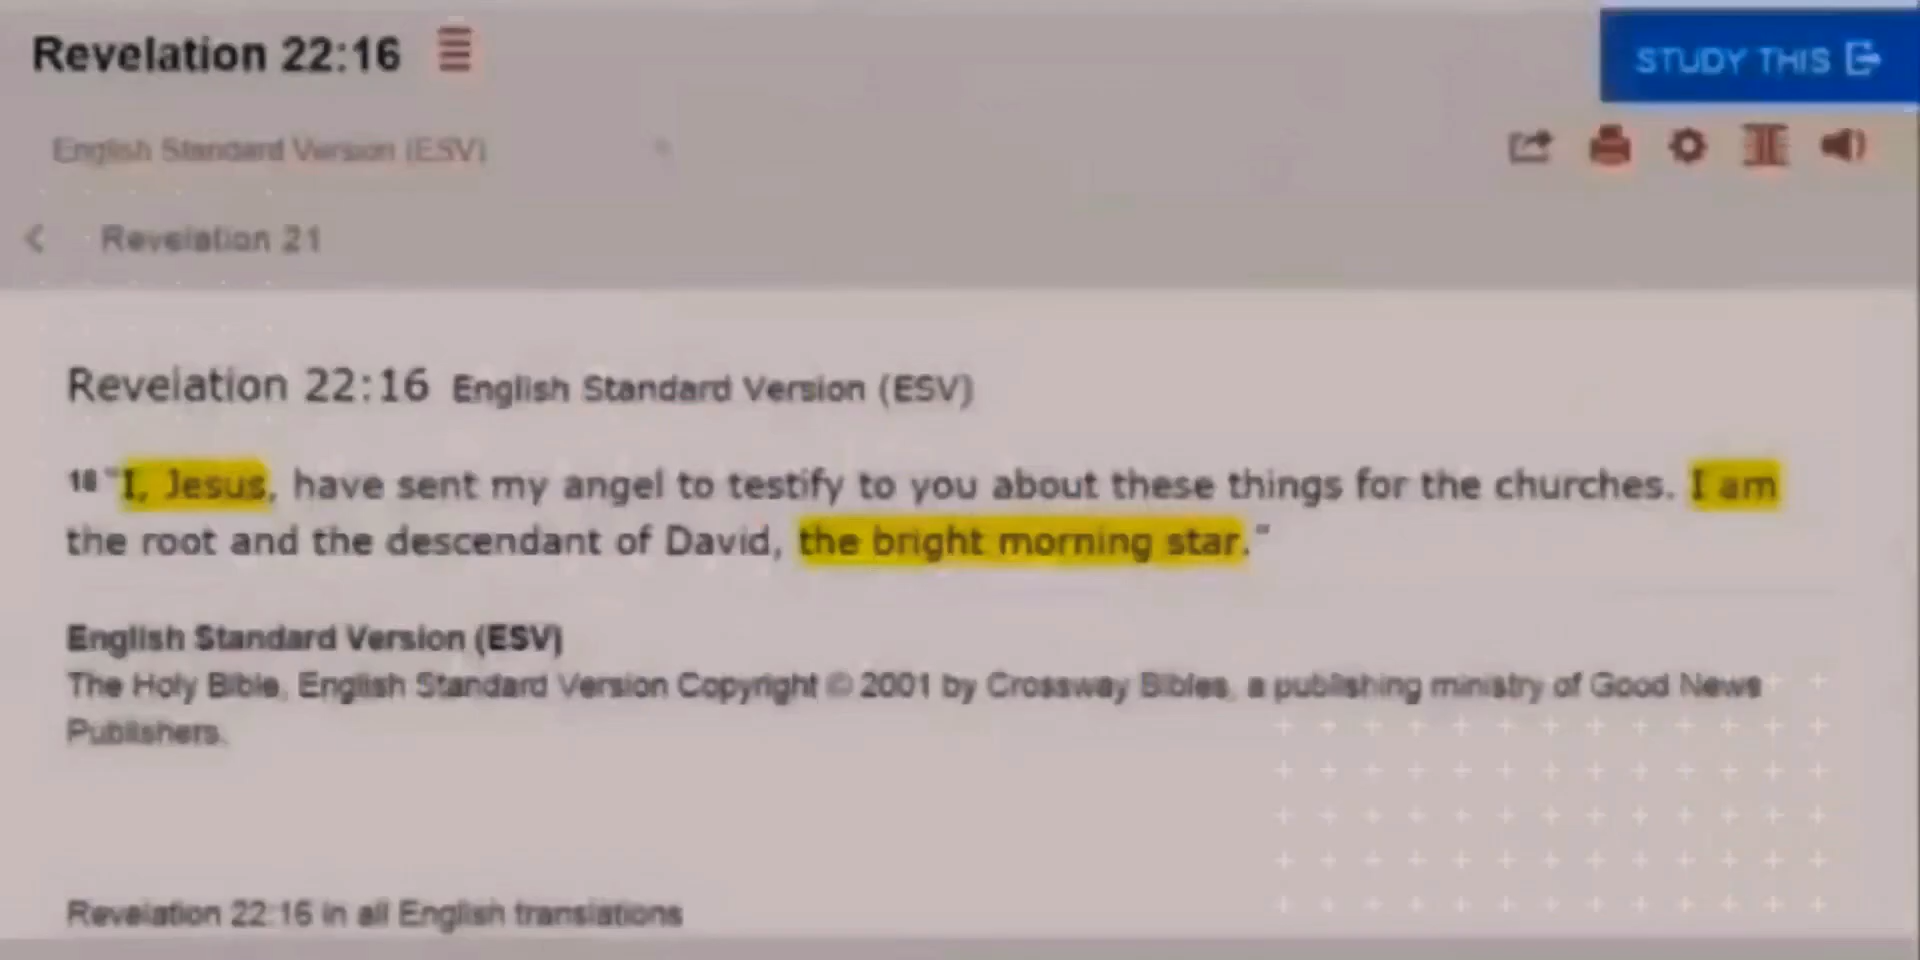 Revelation 22:16
STUDY THIS
English Standard Version (ESV)
Revelation 21
Revelation 22:16 English Standard Version (ESV)
16 "I, Jesus, have sent my angel to testify to you about these things for the churches. I am
the root and the descendant of David, the bright morning star."
English Standard Version (ESV)
The Holy Bible, English Standard Version Copyright © 2001 by Crossway Bibles, a publishing ministry of Good News
Publishers.
Revelation 22:16 in all English translations